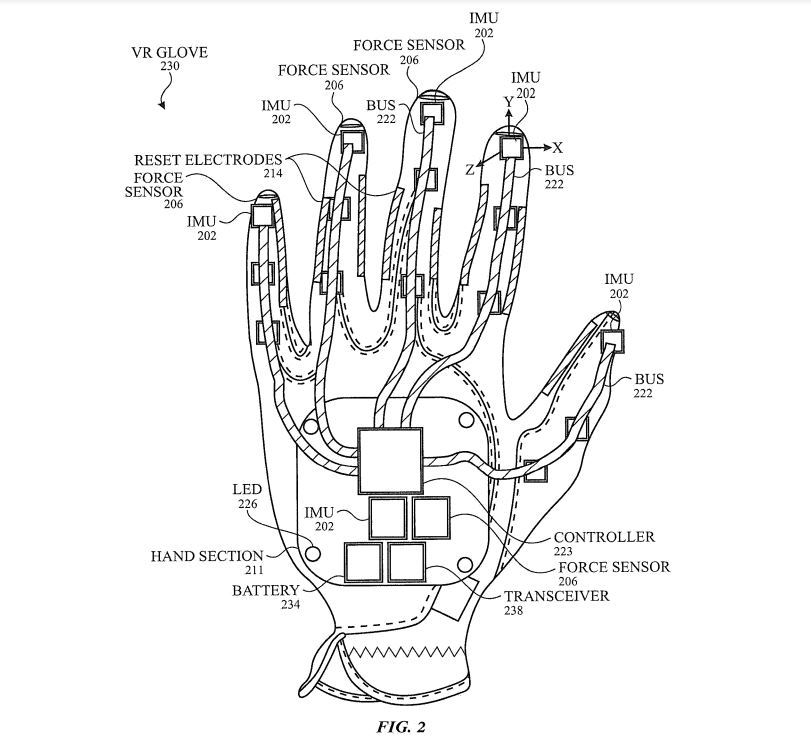 IMU
202
VR GLOVE
230
FORCE SENSOR
206
FORCE SENSOR
206
IMU
202
IMU
202
BUS
222
Y
X
Z
BUS
222
RESET ELECTRODES
214
FORCE
SENSOR
206
IMU
202
IMU
202
BUS
222
LED
226
IMU
202
HAND SECTION
211
BATTERY
234
CONTROLLER
223
FORCE SENSOR
206
TRANSCEIVER
238
FIG. 2